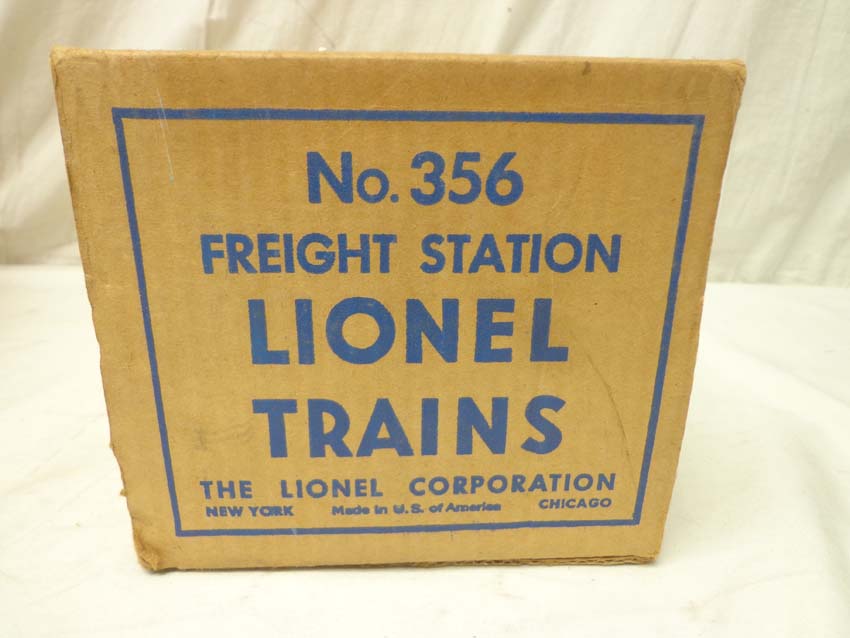 No. 356
FREIGHT STATION
LIONEL
TRAINS
THE LIONEL CORPORATION
NEW YORK Made in U.S. of America CHICAGO